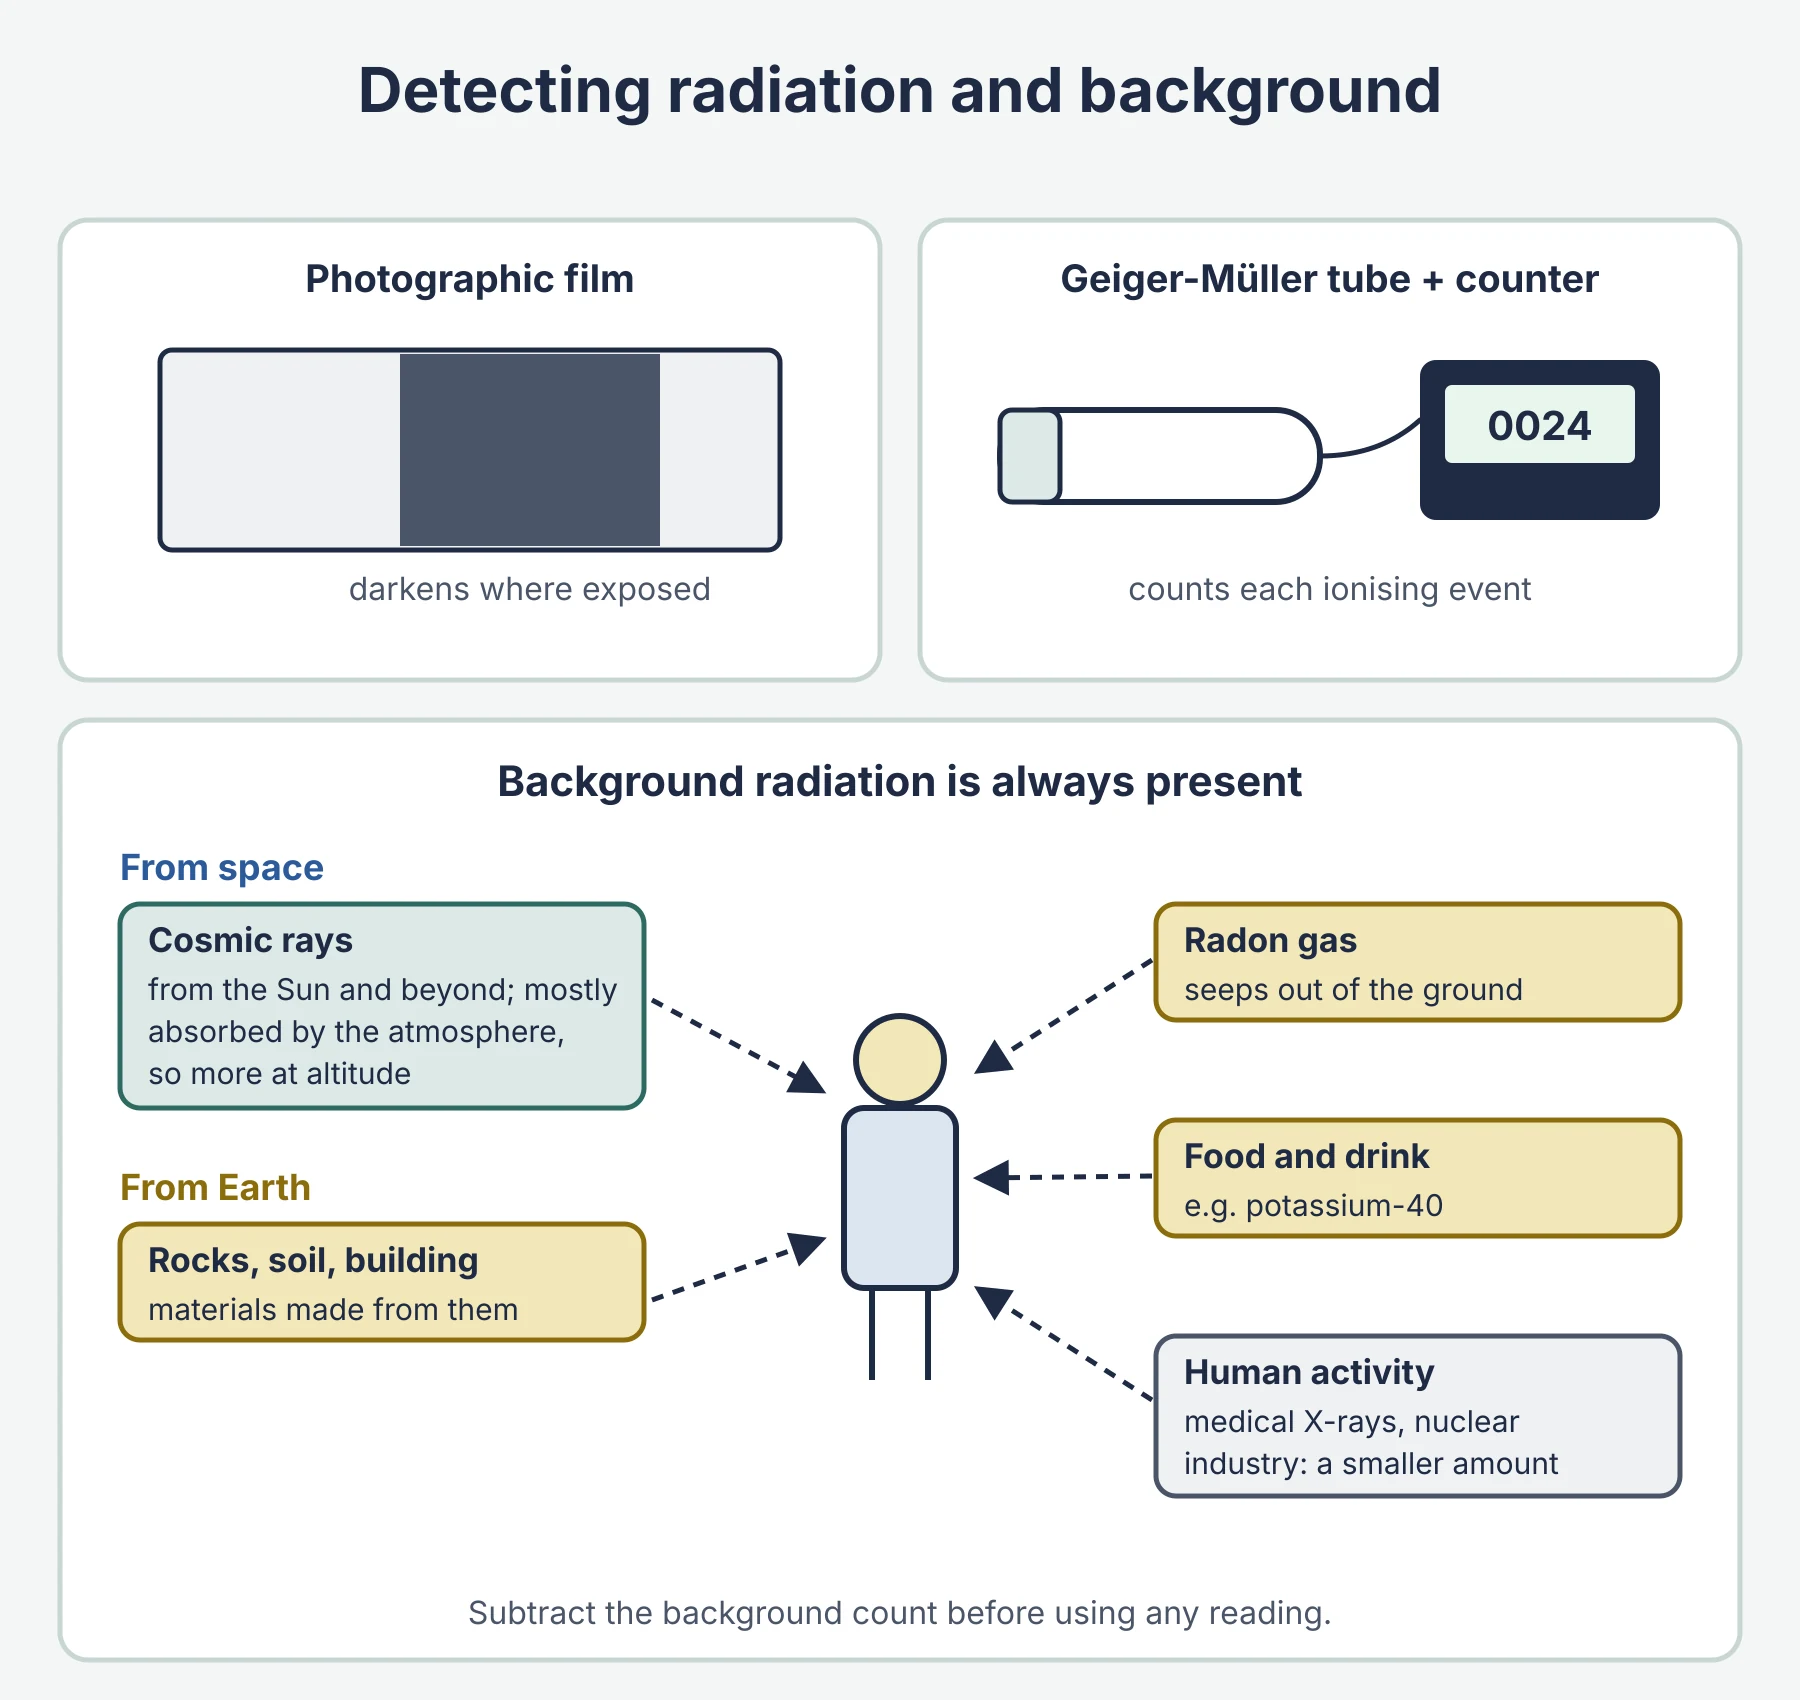 Detecting radiation and background
Photographic film
darkens where exposed
Geiger-Müller tube + counter
0024
counts each ionising event
Background radiation is always present
From space
Cosmic rays
from the Sun and beyond; mostly
absorbed by the atmosphere,
so more at altitude
From Earth
Rocks, soil, building
materials made from them
Radon gas
seeps out of the ground
Food and drink
e.g. potassium-40
Human activity
medical X-rays, nuclear
industry: a smaller amount
Subtract the background count before using any reading.